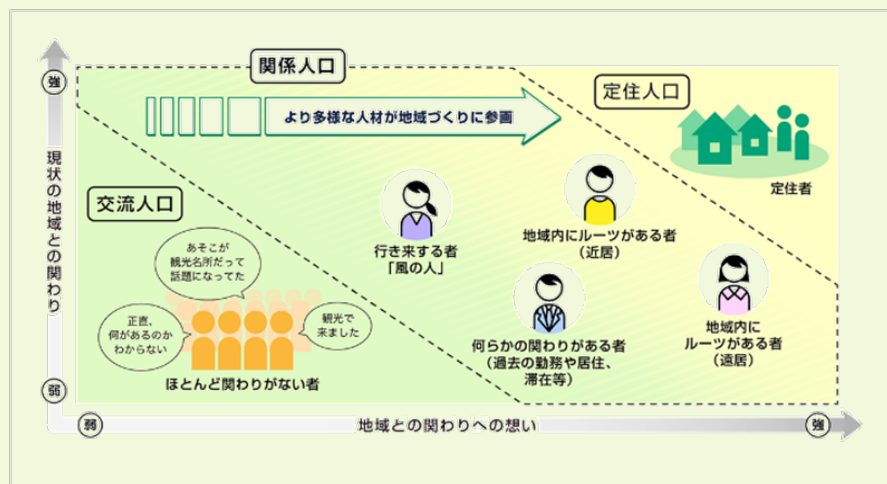 関係人口
強
定住人口
より多様な人材が地域づくりに参画
現状の地域との関わり
定住者
交流人口
あそこが
観光名所だって
話題になってた
行き来する者
「風の人」
地域内にルーツがある者
（近居）
正直、
何があるのか
わからない
観光で
来ました
地域内に
ルーツがある者
（遠居）
何らかの関わりがある者
（過去の勤務や居住、
滞在等）
ほとんど関わりがない者
弱
弱
地域との関わりへの想い
強